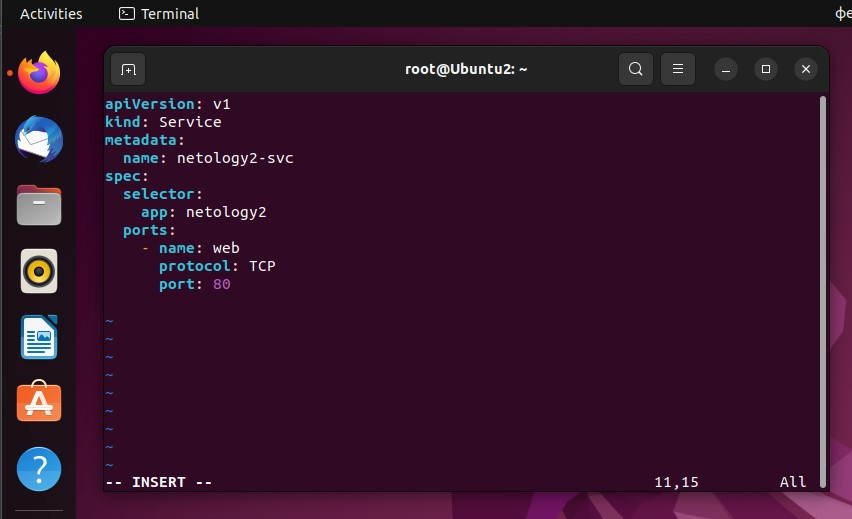 Activities
Terminal
фе
root@Ubuntu2: ~
apiVersion: v1
kind: Service
metadata:
  name: netology2-svc
spec:
  selector:
    app: netology2
  ports:
    - name: web
      protocol: TCP
      port: 80
~
~
~
~
~
~
~
~
~
-- INSERT --
11,15
All